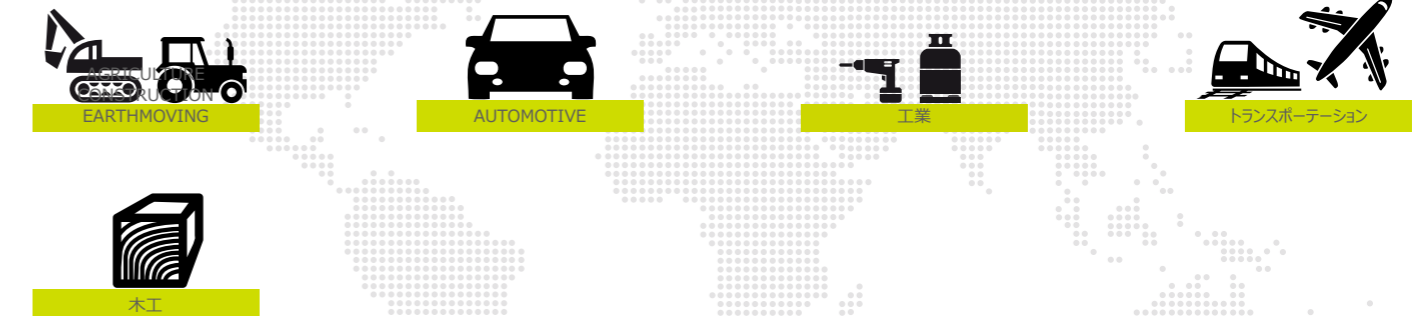 AGRICULTURE
CONSTRUCTION
EARTHMOVING
AUTOMOTIVE
工業
トランスポーテーション
木工